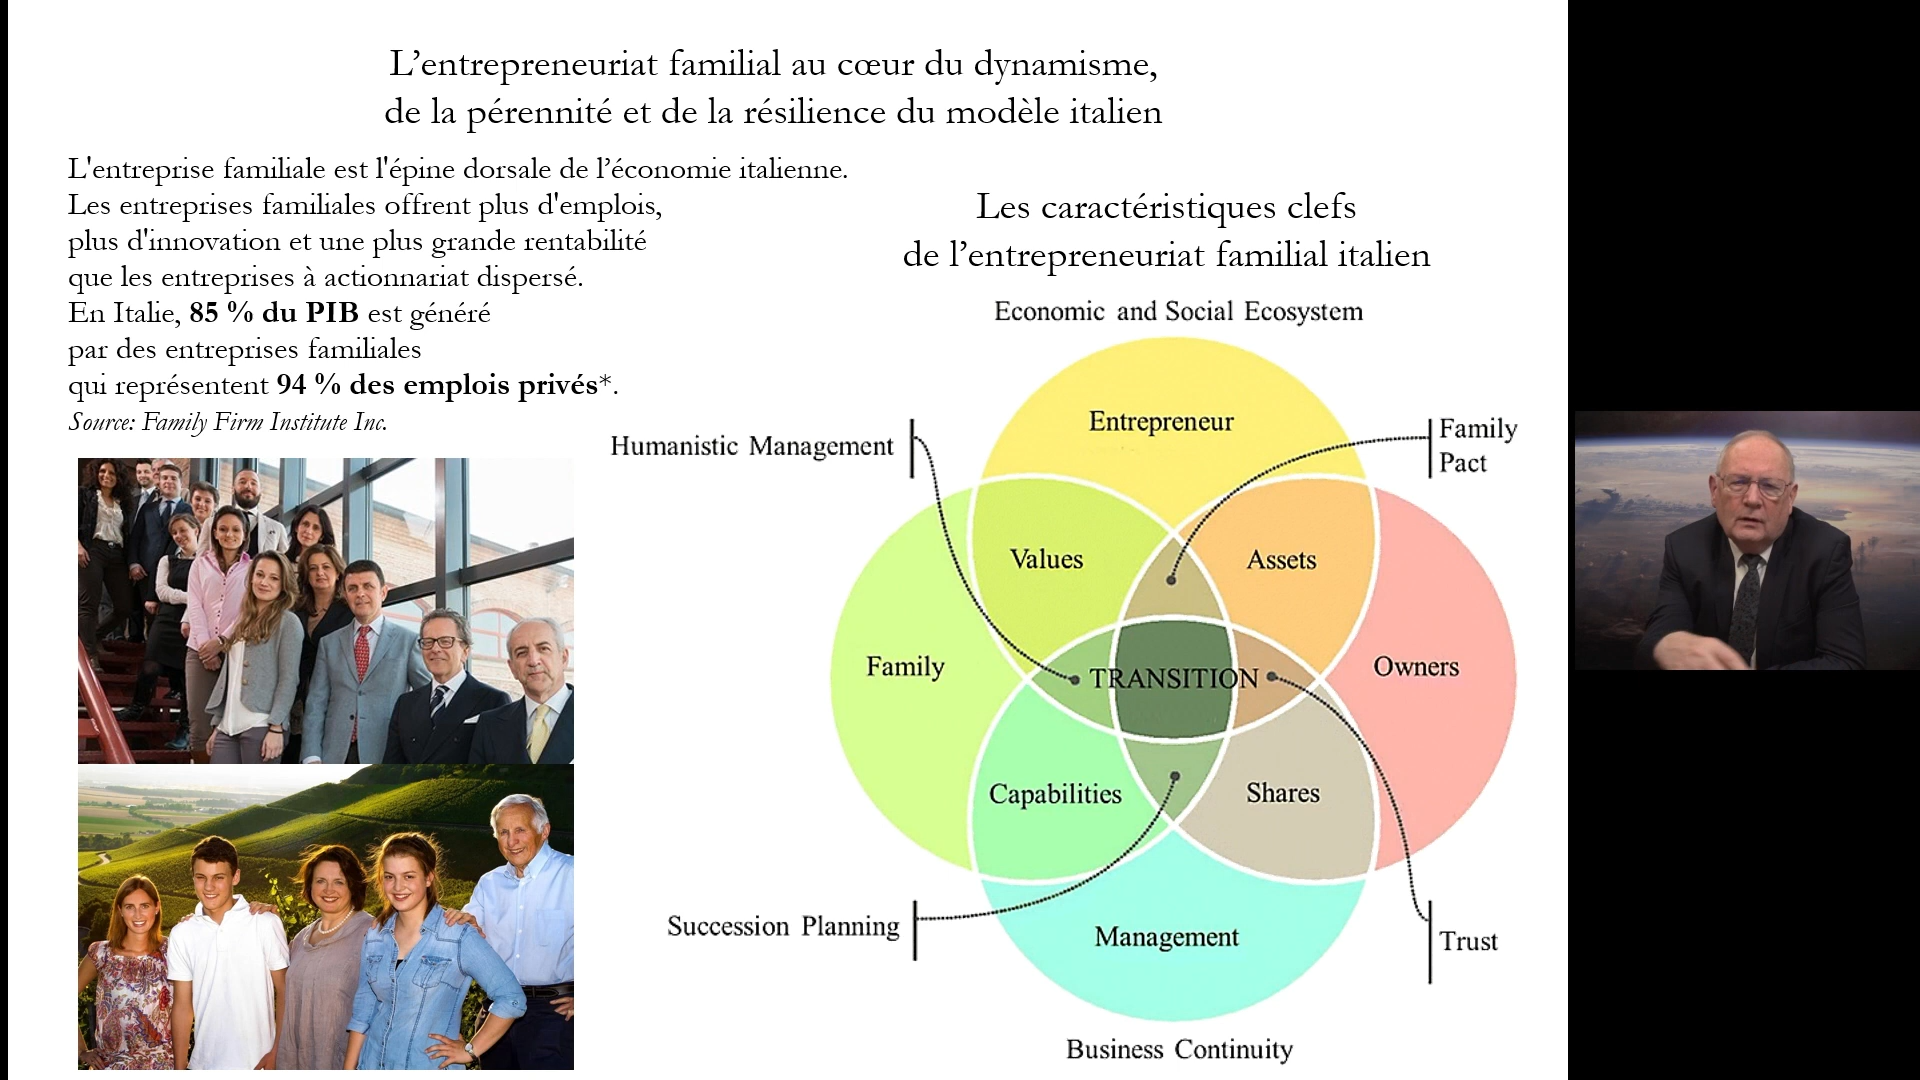 L’entrepreneuriat familial au cœur du dynamisme,
de la pérennité et de la résilience du modèle italien
L'entreprise familiale est l'épine dorsale de l’économie italienne.
Les entreprises familiales offrent plus d'emplois,
plus d'innovation et une plus grande rentabilité
que les entreprises à actionnariat dispersé.
En Italie, 85 % du PIB est généré
par des entreprises familiales
qui représentent 94 % des emplois privés*.
Source: Family Firm Institute Inc.
Les caractéristiques clefs
de l’entrepreneuriat familial italien
Economic and Social Ecosystem
Entrepreneur
Humanistic Management
Family
Pact
Values
Assets
Family
TRANSITION
Owners
Capabilities
Shares
Succession Planning
Management
Trust
Business Continuity